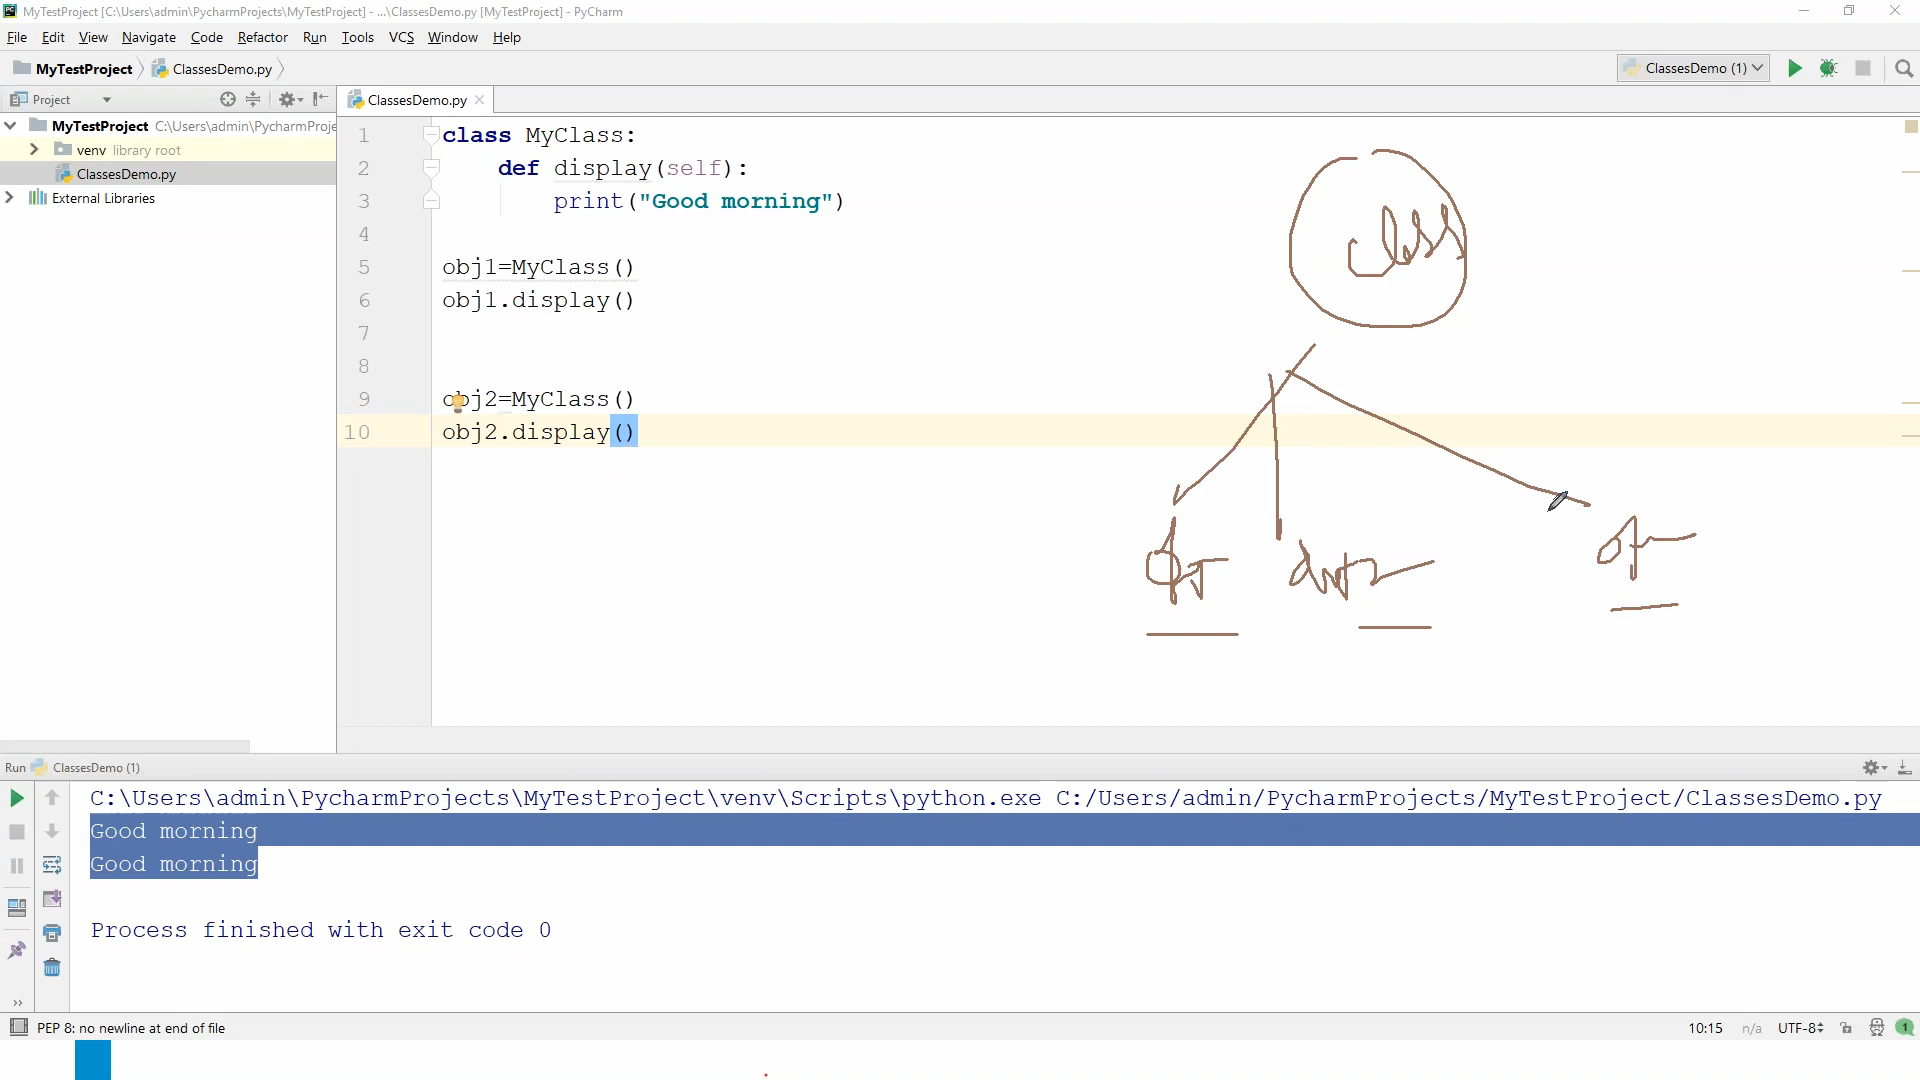 MyTestProject [C:\Users\admin\PycharmProjects\MyTestProject] - ...\ClassesDemo.py [MyTestProject] - PyCharm
File Edit View Navigate Code Refactor Run Tools VCS Window Help
MyTestProject ClassesDemo.py ClassesDemo (1)
Project ClassesDemo.py
MyTestProject C:\Users\admin\PycharmProje
venv library root
ClassesDemo.py
External Libraries
1 class MyClass:
2 def display(self):
3 print("Good morning")
4
5 obj1=MyClass()
6 obj1.display()
7
8
9 obj2=MyClass()
10 obj2.display()
class
Run ClassesDemo (1)
C:\Users\admin\PycharmProjects\MyTestProject\venv\Scripts\python.exe C:/Users/admin/PycharmProjects/MyTestProject/ClassesDemo.py
Good morning
Good morning
Process finished with exit code 0
PEP 8: no newline at end of file 10:15 n/a UTF-8 1